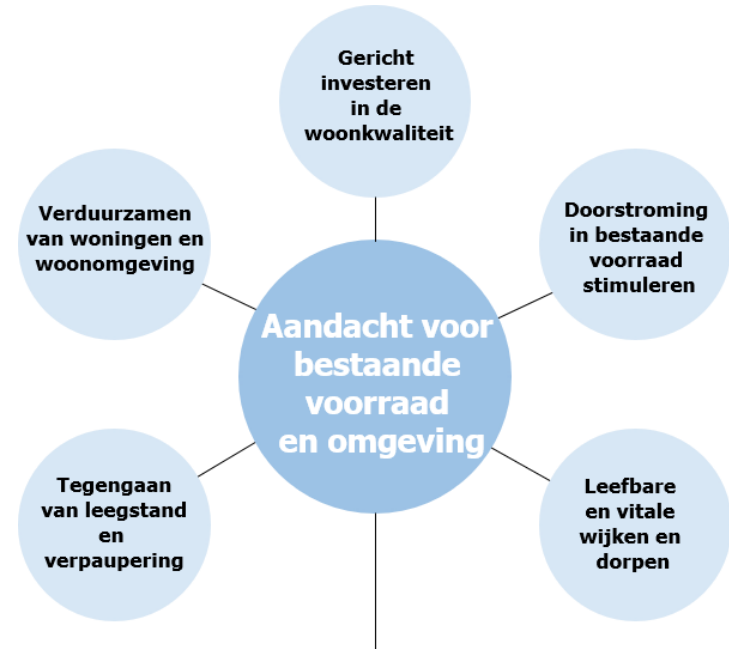 Gericht
investeren
in de
woonkwaliteit
Verduurzamen
van woningen en
woonomgeving
Doorstroming
in bestaande
voorraad
stimuleren
Aandacht voor
bestaande
voorraad
en omgeving
Tegengaan
van leegstand
en
verpaupering
Leefbare
en vitale
wijken en
dorpen